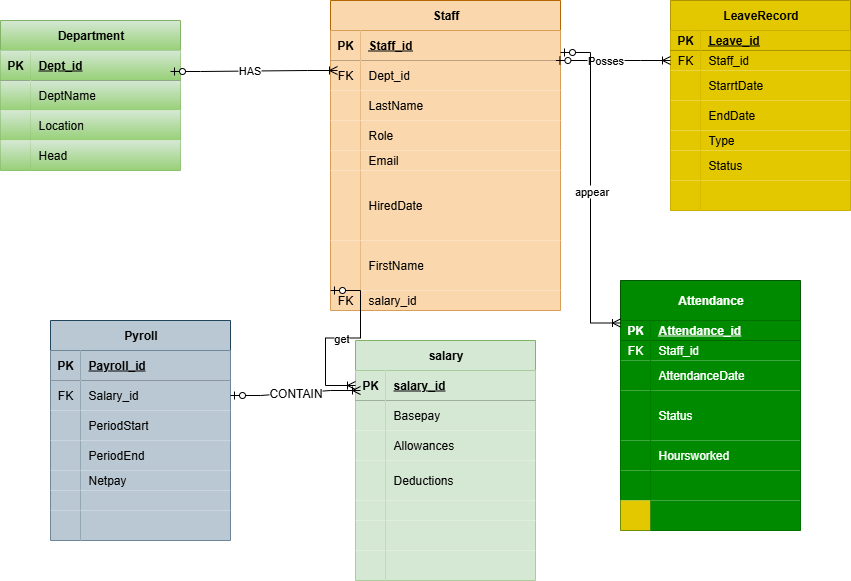 Department
PK Dept_id
DeptName
Location
Head
HAS
Staff
PK Staff_id
FK Dept_id
LastName
Role
Email
HiredDate
FirstName
FK salary_id
Posses
LeaveRecord
PK Leave_id
FK Staff_id
StarrtDate
EndDate
Type
Status
appear
Attendance
PK Attendance_id
FK Staff_id
AttendanceDate
Status
Hoursworked
get
Pyroll
PK Payroll_id
FK Salary_id
PeriodStart
PeriodEnd
Netpay
CONTAIN
salary
PK salary_id
Basepay
Allowances
Deductions